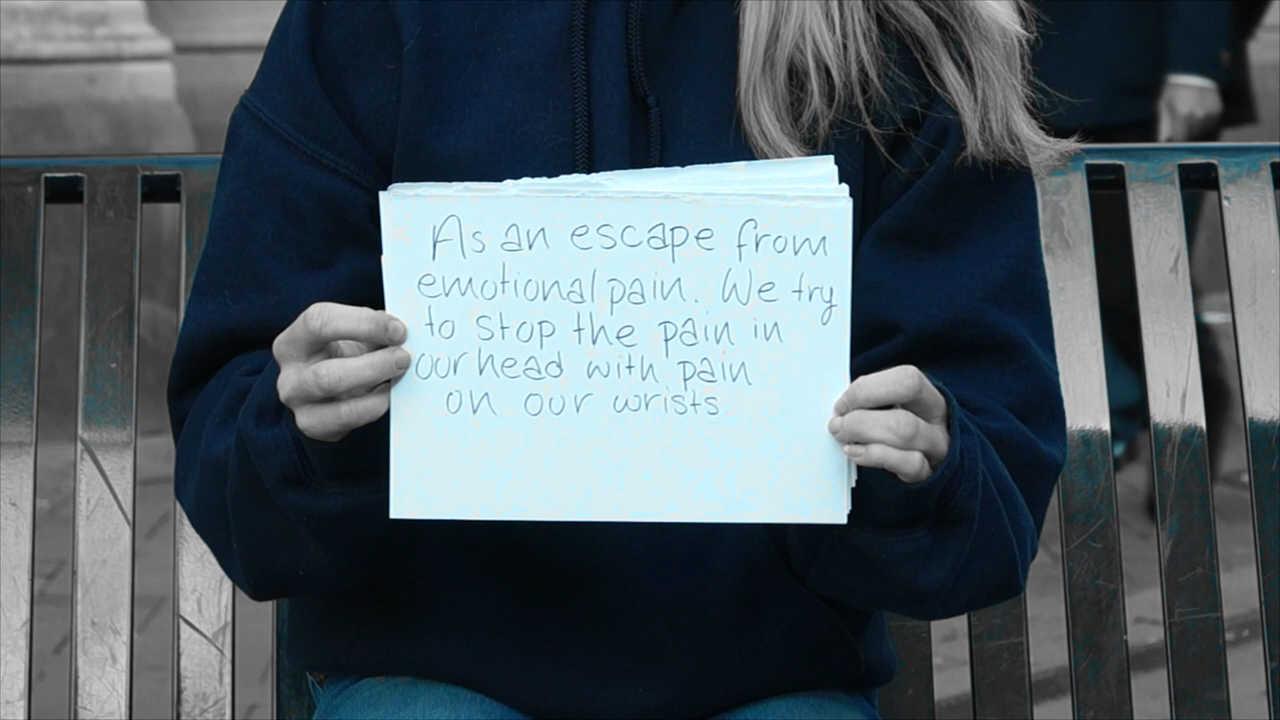 As an escape from
emotional pain. We try
to stop the pain in
our head with pain
on our wrists